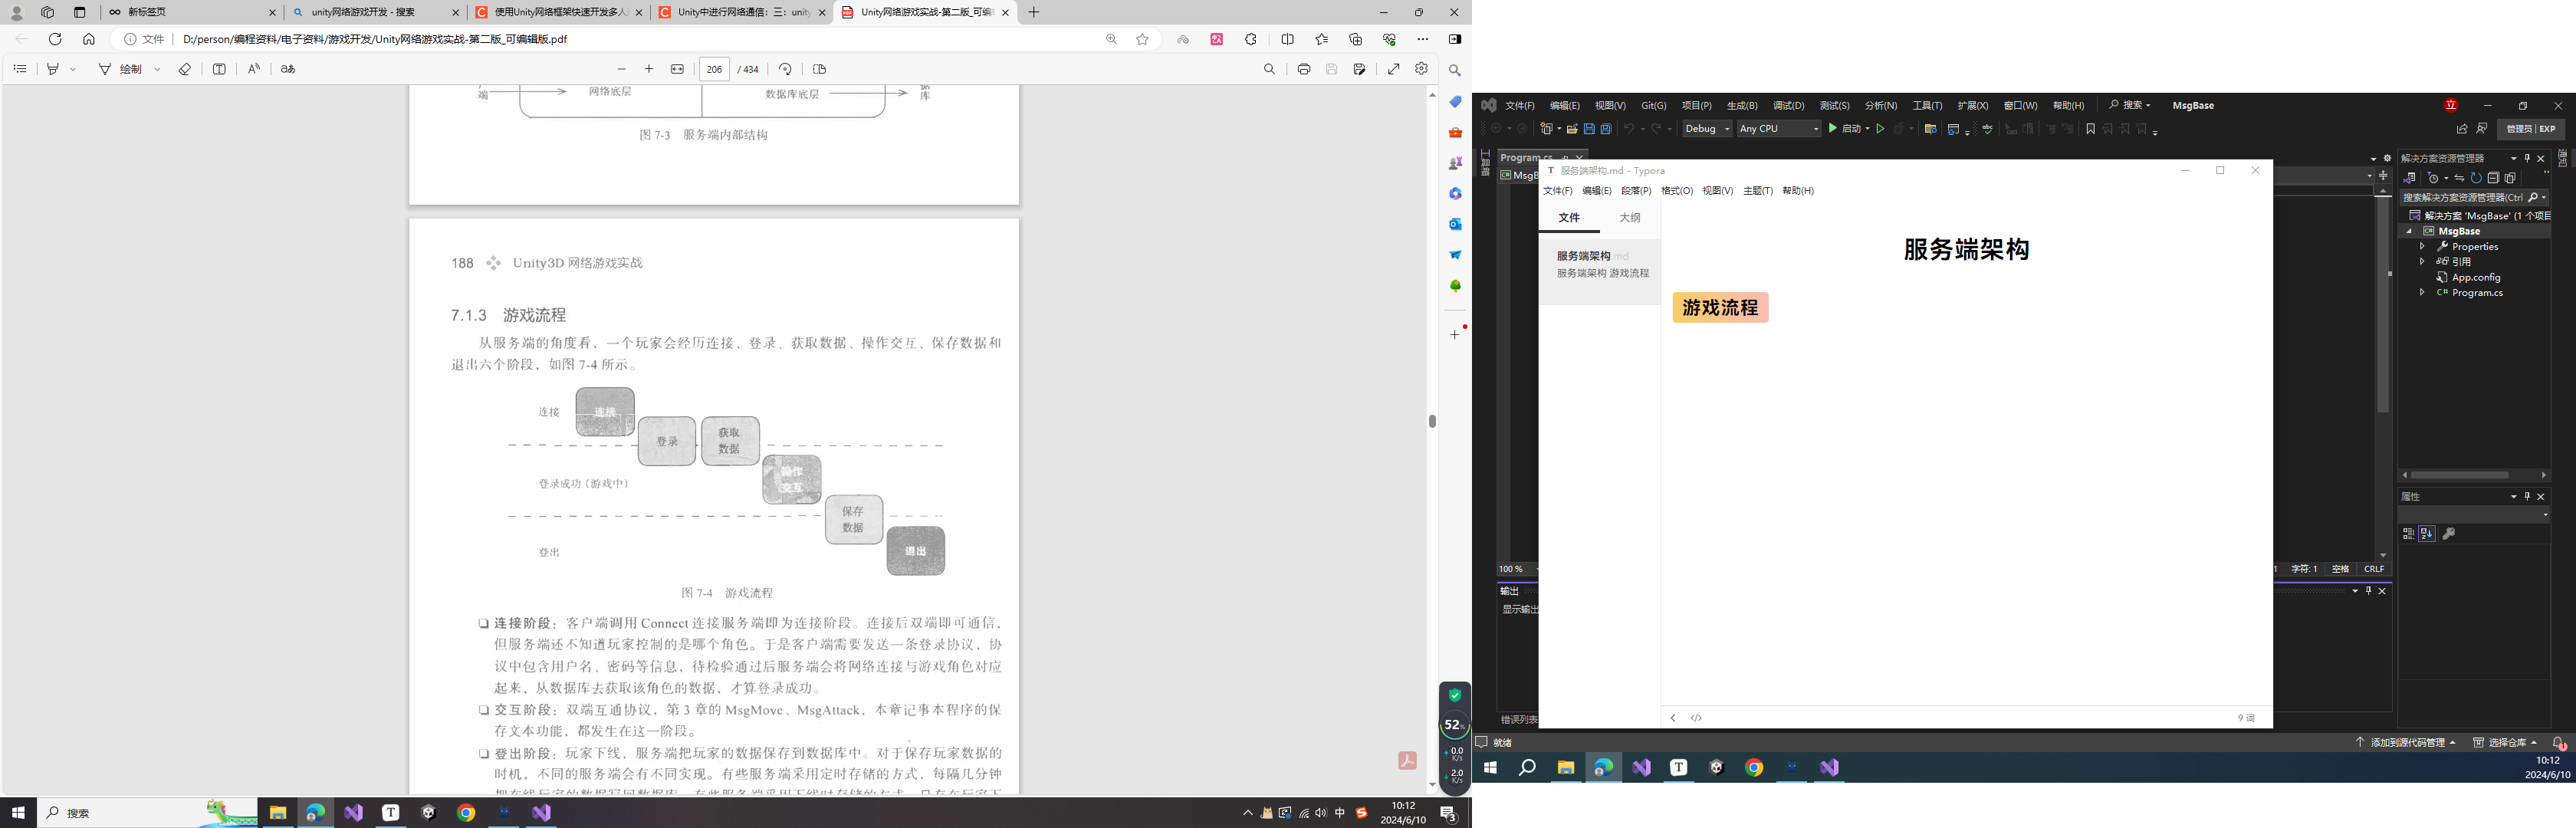 新标签页
unity网络游戏开发 - 搜索
使用Unity网络框架快速开发多人
Unity中进行网络通信：三：unity
Unity网络游戏实战-第二版_可编辑
文件
D:/person/编程资料/电子资料/游戏开发/Unity网络游戏实战-第二版_可编辑版.pdf
绘制
206 / 434
端
网络底层
数据库底层
库
图 7-3 服务端内部结构
188 Unity3D 网络游戏实战
7.1.3 游戏流程
从服务端的角度看，一个玩家会经历连接、登录、获取数据、操作交互、保存数据和
退出六个阶段，如图 7-4 所示。
连接
连接
登录
获取
数据
操作
交互
登录成功（游戏中）
保存
数据
登出
退出
图 7-4 游戏流程
连接阶段：客户端调用 Connect 连接服务端即为连接阶段。连接后双端即可通信，
但服务端还不知道玩家控制的是哪个角色。于是客户端需要发送一条登录协议，协
议中包含用户名、密码等信息，待检验通过后服务端会将网络连接与游戏角色对应
起来，从数据库去获取该角色的数据，才算登录成功。
交互阶段：双端互通协议，第 3 章的 MsgMove、MsgAttack，本章记事本程序的保
存文本功能，都发生在这一阶段。
登出阶段：玩家下线，服务端把玩家的数据保存到数据库中。对于保存玩家数据的
时机，不同的服务端会有不同实现。有些服务端采用定时存储的方式，每隔几分钟
52%
0.0
K/s
2.0
K/s
搜索
中
10:12
2024/6/10
3
文件(F) 编辑(E) 视图(V) Git(G) 项目(P) 生成(B) 调试(D) 测试(S) 分析(N) 工具(T) 扩展(X) 窗口(W) 帮助(H) 搜索 MsgBase
立
Debug Any CPU 启动
管理员 | EXP
Program.cs
MsgB
服务端架构.md - Typora
文件(F) 编辑(E) 段落(P) 格式(O) 视图(V) 主题(T) 帮助(H)
文件 大纲
服务端架构.md
服务端架构 游戏流程
服务端架构
游戏流程
9 词
解决方案资源管理器
搜索解决方案资源管理器(Ctrl
解决方案 'MsgBase' (1 个项目
MsgBase
Properties
引用
App.config
C# Program.cs
属性
100 %
字符: 1 空格 CRLF
输出
显示输出
错误列表
就绪
添加到源代码管理 选择仓库
10:12
2024/6/10